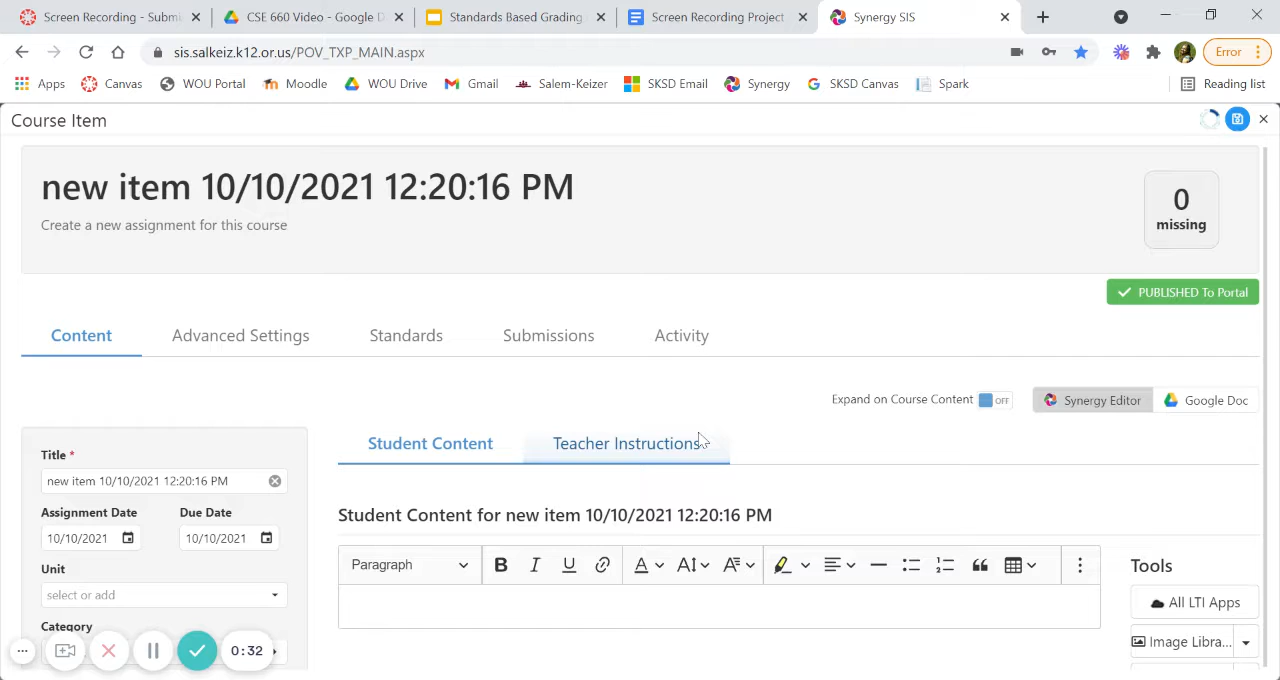 Screen Recording - Submi
CSE 660 Video - Google D
Standards Based Grading
Screen Recording Project
Synergy SIS
sis.salkeiz.k12.or.us/POV_TXP_MAIN.aspx
Error
Apps
Canvas
WOU Portal
Moodle
WOU Drive
Gmail
Salem-Keizer
SKSD Email
Synergy
SKSD Canvas
Spark
Reading list
Course Item
new item 10/10/2021 12:20:16 PM
Create a new assignment for this course
0
missing
PUBLISHED To Portal
Content
Advanced Settings
Standards
Submissions
Activity
Expand on Course Content
OFF
Synergy Editor
Google Doc
Title *
new item 10/10/2021 12:20:16 PM
Assignment Date
Due Date
10/10/2021
10/10/2021
Unit
select or add
Category
Student Content
Teacher Instructions
Student Content for new item 10/10/2021 12:20:16 PM
Paragraph
Tools
All LTI Apps
Image Libra...
0:32